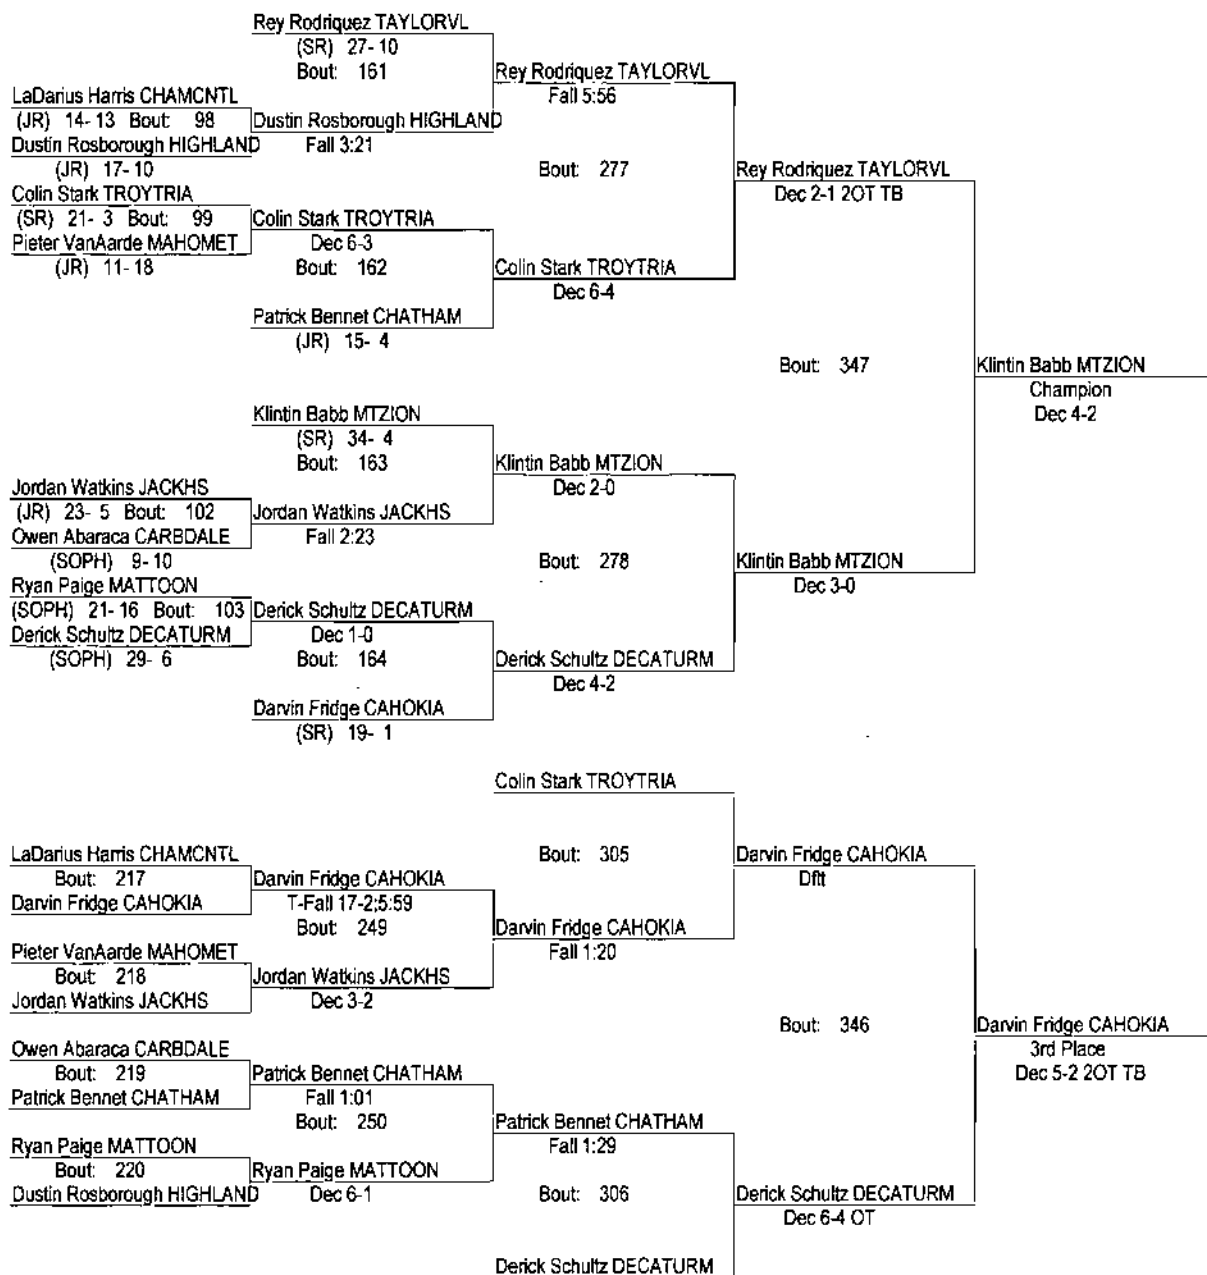 Rey Rodriquez TAYLORVL
(SR) 27- 10
Bout: 161
Rey Rodriquez TAYLORVL
Fall 5:56
LaDarius Harris CHAMCNTL
(JR) 14- 13 Bout: 98
Dustin Rosborough HIGHLAND
Fall 3:21
Dustin Rosborough HIGHLAND
(JR) 17- 10
Bout: 277
Rey Rodriquez TAYLORVL
Dec 2-1 2OT TB
Colin Stark TROYTRIA
(SR) 21- 3 Bout: 99
Colin Stark TROYTRIA
Dec 6-3
Pieter VanAarde MAHOMET
(JR) 11- 18
Bout: 162
Colin Stark TROYTRIA
Dec 6-4
Patrick Bennet CHATHAM
(JR) 15- 4
Bout: 347
Klintin Babb MTZION
Champion
Dec 4-2
Klintin Babb MTZION
(SR) 34- 4
Bout: 163
Klintin Babb MTZION
Dec 2-0
Jordan Watkins JACKHS
(JR) 23- 5 Bout: 102
Jordan Watkins JACKHS
Fall 2:23
Owen Abaraca CARBDALE
(SOPH) 9- 10
Bout: 278
Klintin Babb MTZION
Dec 3-0
Ryan Paige MATTOON
(SOPH) 21- 16 Bout: 103
Derick Schultz DECATURM
Dec 1-0
Derick Schultz DECATURM
(SOPH) 29- 6
Bout: 164
Derick Schultz DECATURM
Dec 4-2
Darvin Fridge CAHOKIA
(SR) 19- 1
Colin Stark TROYTRIA
Bout: 305
Darvin Fridge CAHOKIA
Dftt
LaDarius Harris CHAMCNTL
Bout: 217
Darvin Fridge CAHOKIA
T-Fall 17-2;5:59
Darvin Fridge CAHOKIA
Bout: 249
Darvin Fridge CAHOKIA
Fall 1:20
Pieter VanAarde MAHOMET
Bout: 218
Jordan Watkins JACKHS
Dec 3-2
Jordan Watkins JACKHS
Bout: 346
Darvin Fridge CAHOKIA
3rd Place
Dec 5-2 2OT TB
Owen Abaraca CARBDALE
Bout: 219
Patrick Bennet CHATHAM
Fall 1:01
Patrick Bennet CHATHAM
Bout: 250
Patrick Bennet CHATHAM
Fall 1:29
Ryan Paige MATTOON
Bout: 220
Ryan Paige MATTOON
Dec 6-1
Dustin Rosborough HIGHLAND
Bout: 306
Derick Schultz DECATURM
Dec 6-4 OT
Derick Schultz DECATURM